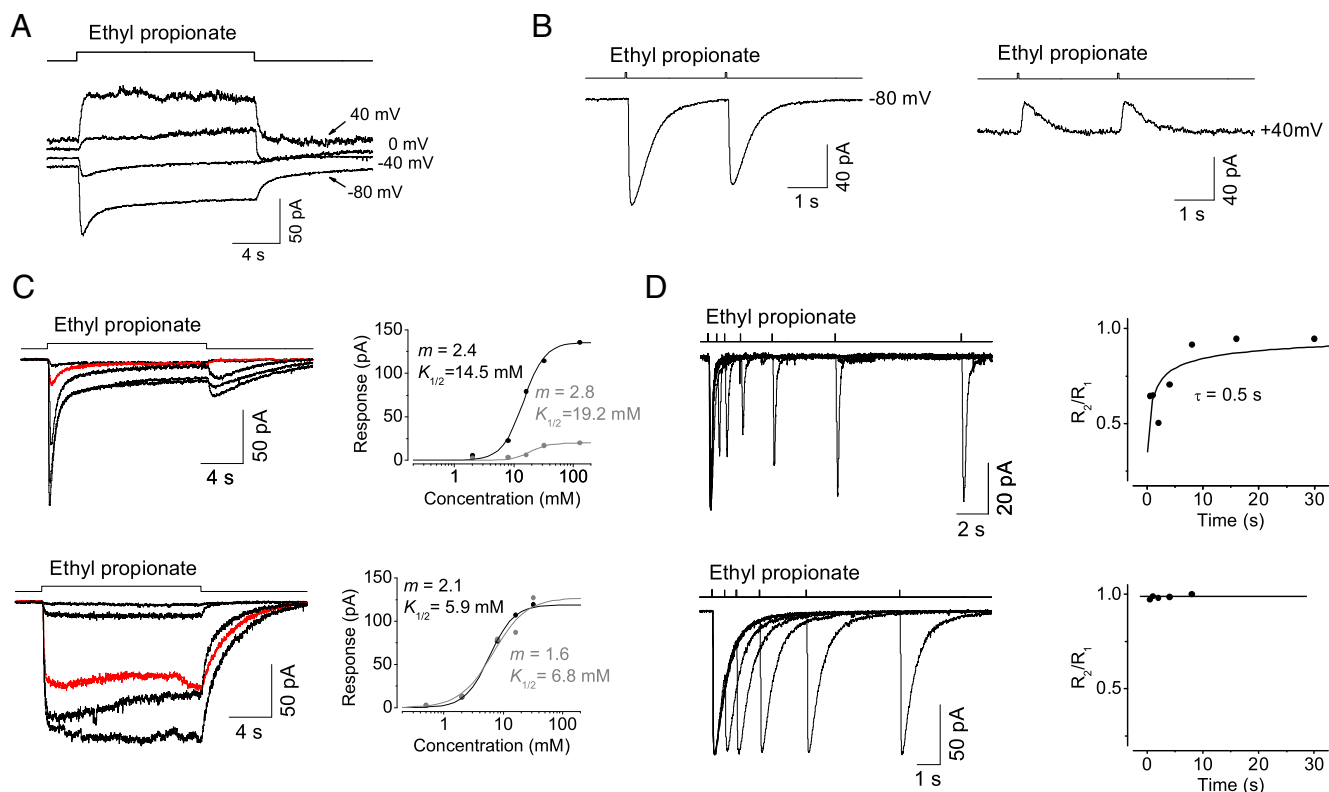 A
Ethyl propionate
40 mV
0 mV
-40 mV
-80 mV
50 pA
4 s
B
Ethyl propionate
-80 mV
40 pA
1 s
Ethyl propionate
+40mV
40 pA
1 s
C
Ethyl propionate
50 pA
4 s
150
100
50
0
Response (pA)
m = 2.4
K1/2=14.5 mM
m = 2.8
K1/2=19.2 mM
1 10 100
Concentration (mM)
Ethyl propionate
50 pA
4 s
150
100
50
0
Response (pA)
m = 2.1
K1/2= 5.9 mM
m = 1.6
K1/2= 6.8 mM
1 10 100
Concentration (mM)
D
Ethyl propionate
20 pA
2 s
1.0
0.5
R2/R1
τ = 0.5 s
0 10 20 30
Time (s)
Ethyl propionate
50 pA
1 s
1.0
0.5
R2/R1
0 10 20 30
Time (s)